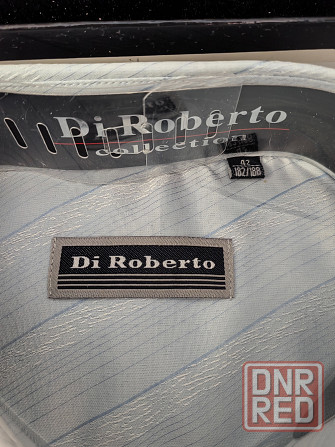 Di Roberto
collection
42
182/188
Di Roberto
DNR
RED